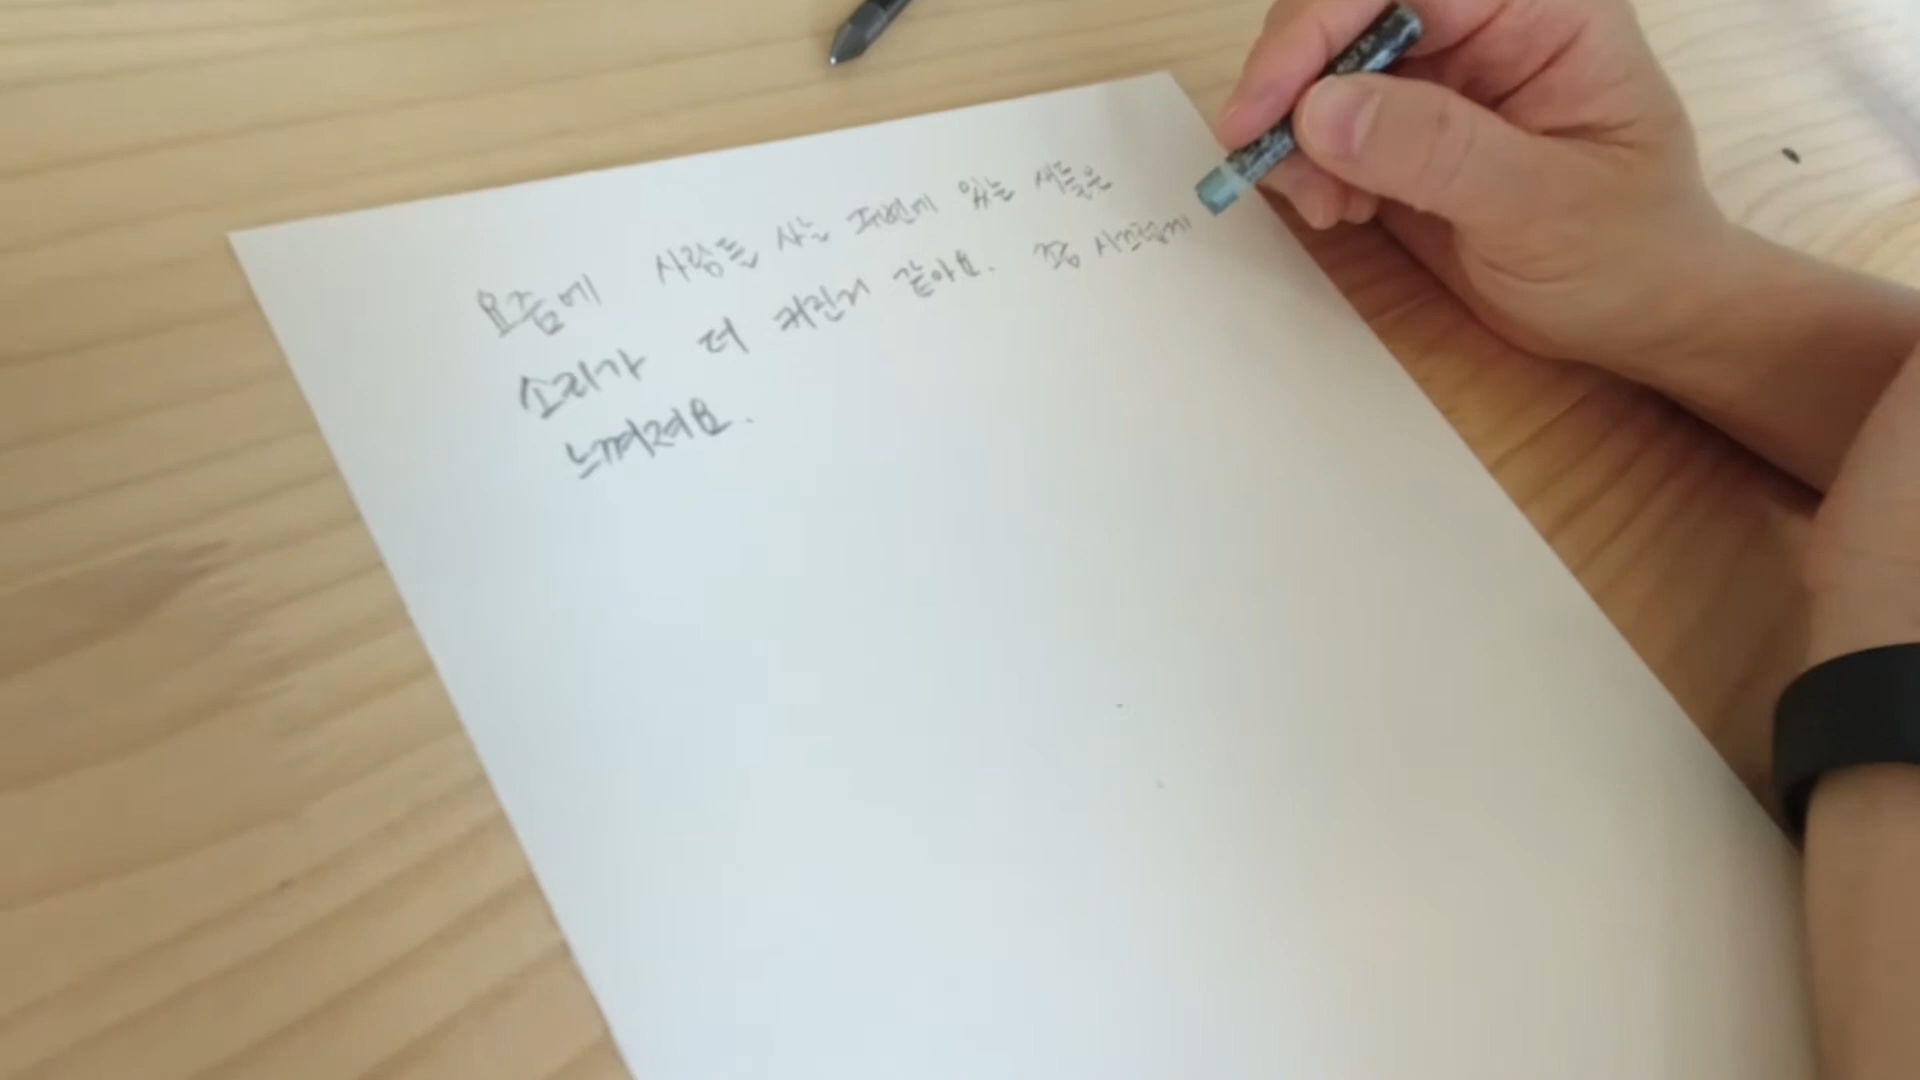 요즘에 사람들 사는 주변에 있는 새들은
소리가 더 커진거 같아요. 좀 시끄럽게
느껴져요.